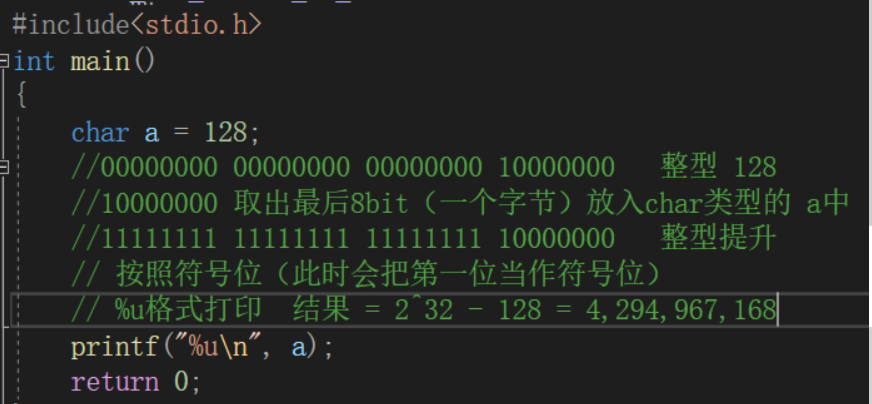 #include<stdio.h>
int main()
{
char a = 128;
//00000000 00000000 00000000 10000000 整型 128
//10000000 取出最后8bit（一个字节）放入char类型的 a中
//11111111 11111111 11111111 10000000 整型提升
// 按照符号位（此时会把第一位当作符号位）
// %u格式打印 结果 = 2^32 - 128 = 4,294,967,168
printf("%u\n", a);
return 0;